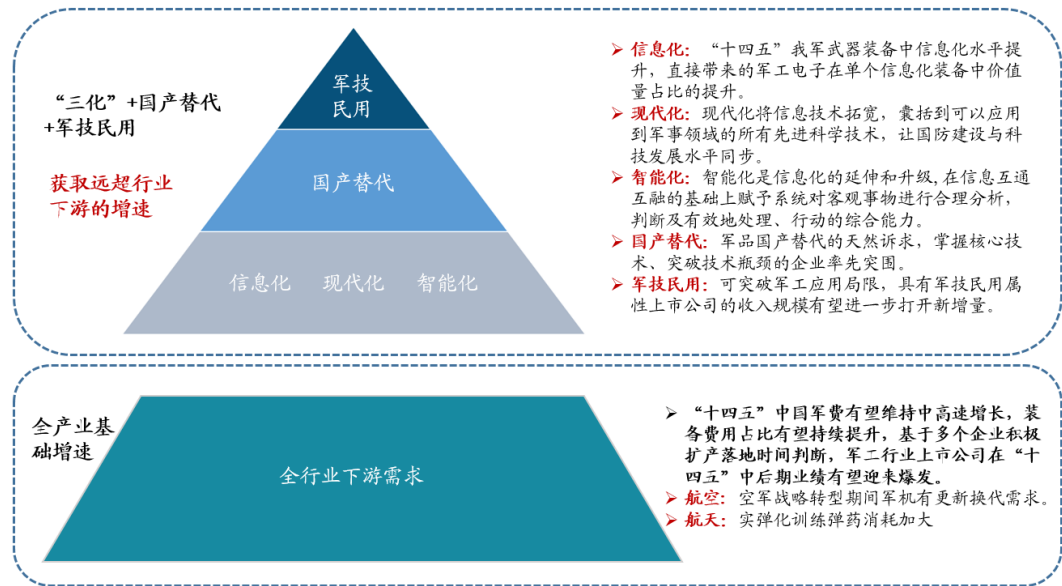 “三化”+国产替代
+军技民用
获取远超行业
下游的增速
军技
民用
国产替代
信息化 现代化 智能化
➢ 信息化：“十四五”我军武器装备中信息化水平提
升，直接带来的军工电子在单个信息化装备中价值
量占比的提升。
➢ 现代化：现代化将信息技术拓宽，囊括到可以应用
到军事领域的所有先进科学技术，让国防建设与科
技发展水平同步。
➢ 智能化：智能化是信息化的延伸和升级,在信息互通
互融的基础上赋予系统对客观事物进行合理分析，
判断及有效地处理、行动的综合能力。
➢ 国产替代：军品国产替代的天然诉求，掌握核心技
术、突破技术瓶颈的企业率先突围。
➢ 军技民用：可突破军工应用局限，具有军技民用属
性上市公司的收入规模有望进一步打开新增量。
全产业基
础增速
全行业下游需求
➢ “十四五”中国军费有望维持中高速增长，装
备费用占比有望持续提升，基于多个企业积极
扩产落地时间判断，军工行业上市公司在“十
四五”中后期业绩有望迎来爆发。
➢ 航空：空军战略转型期间军机有更新换代需求。
➢ 航天：实弹化训练弹药消耗加大